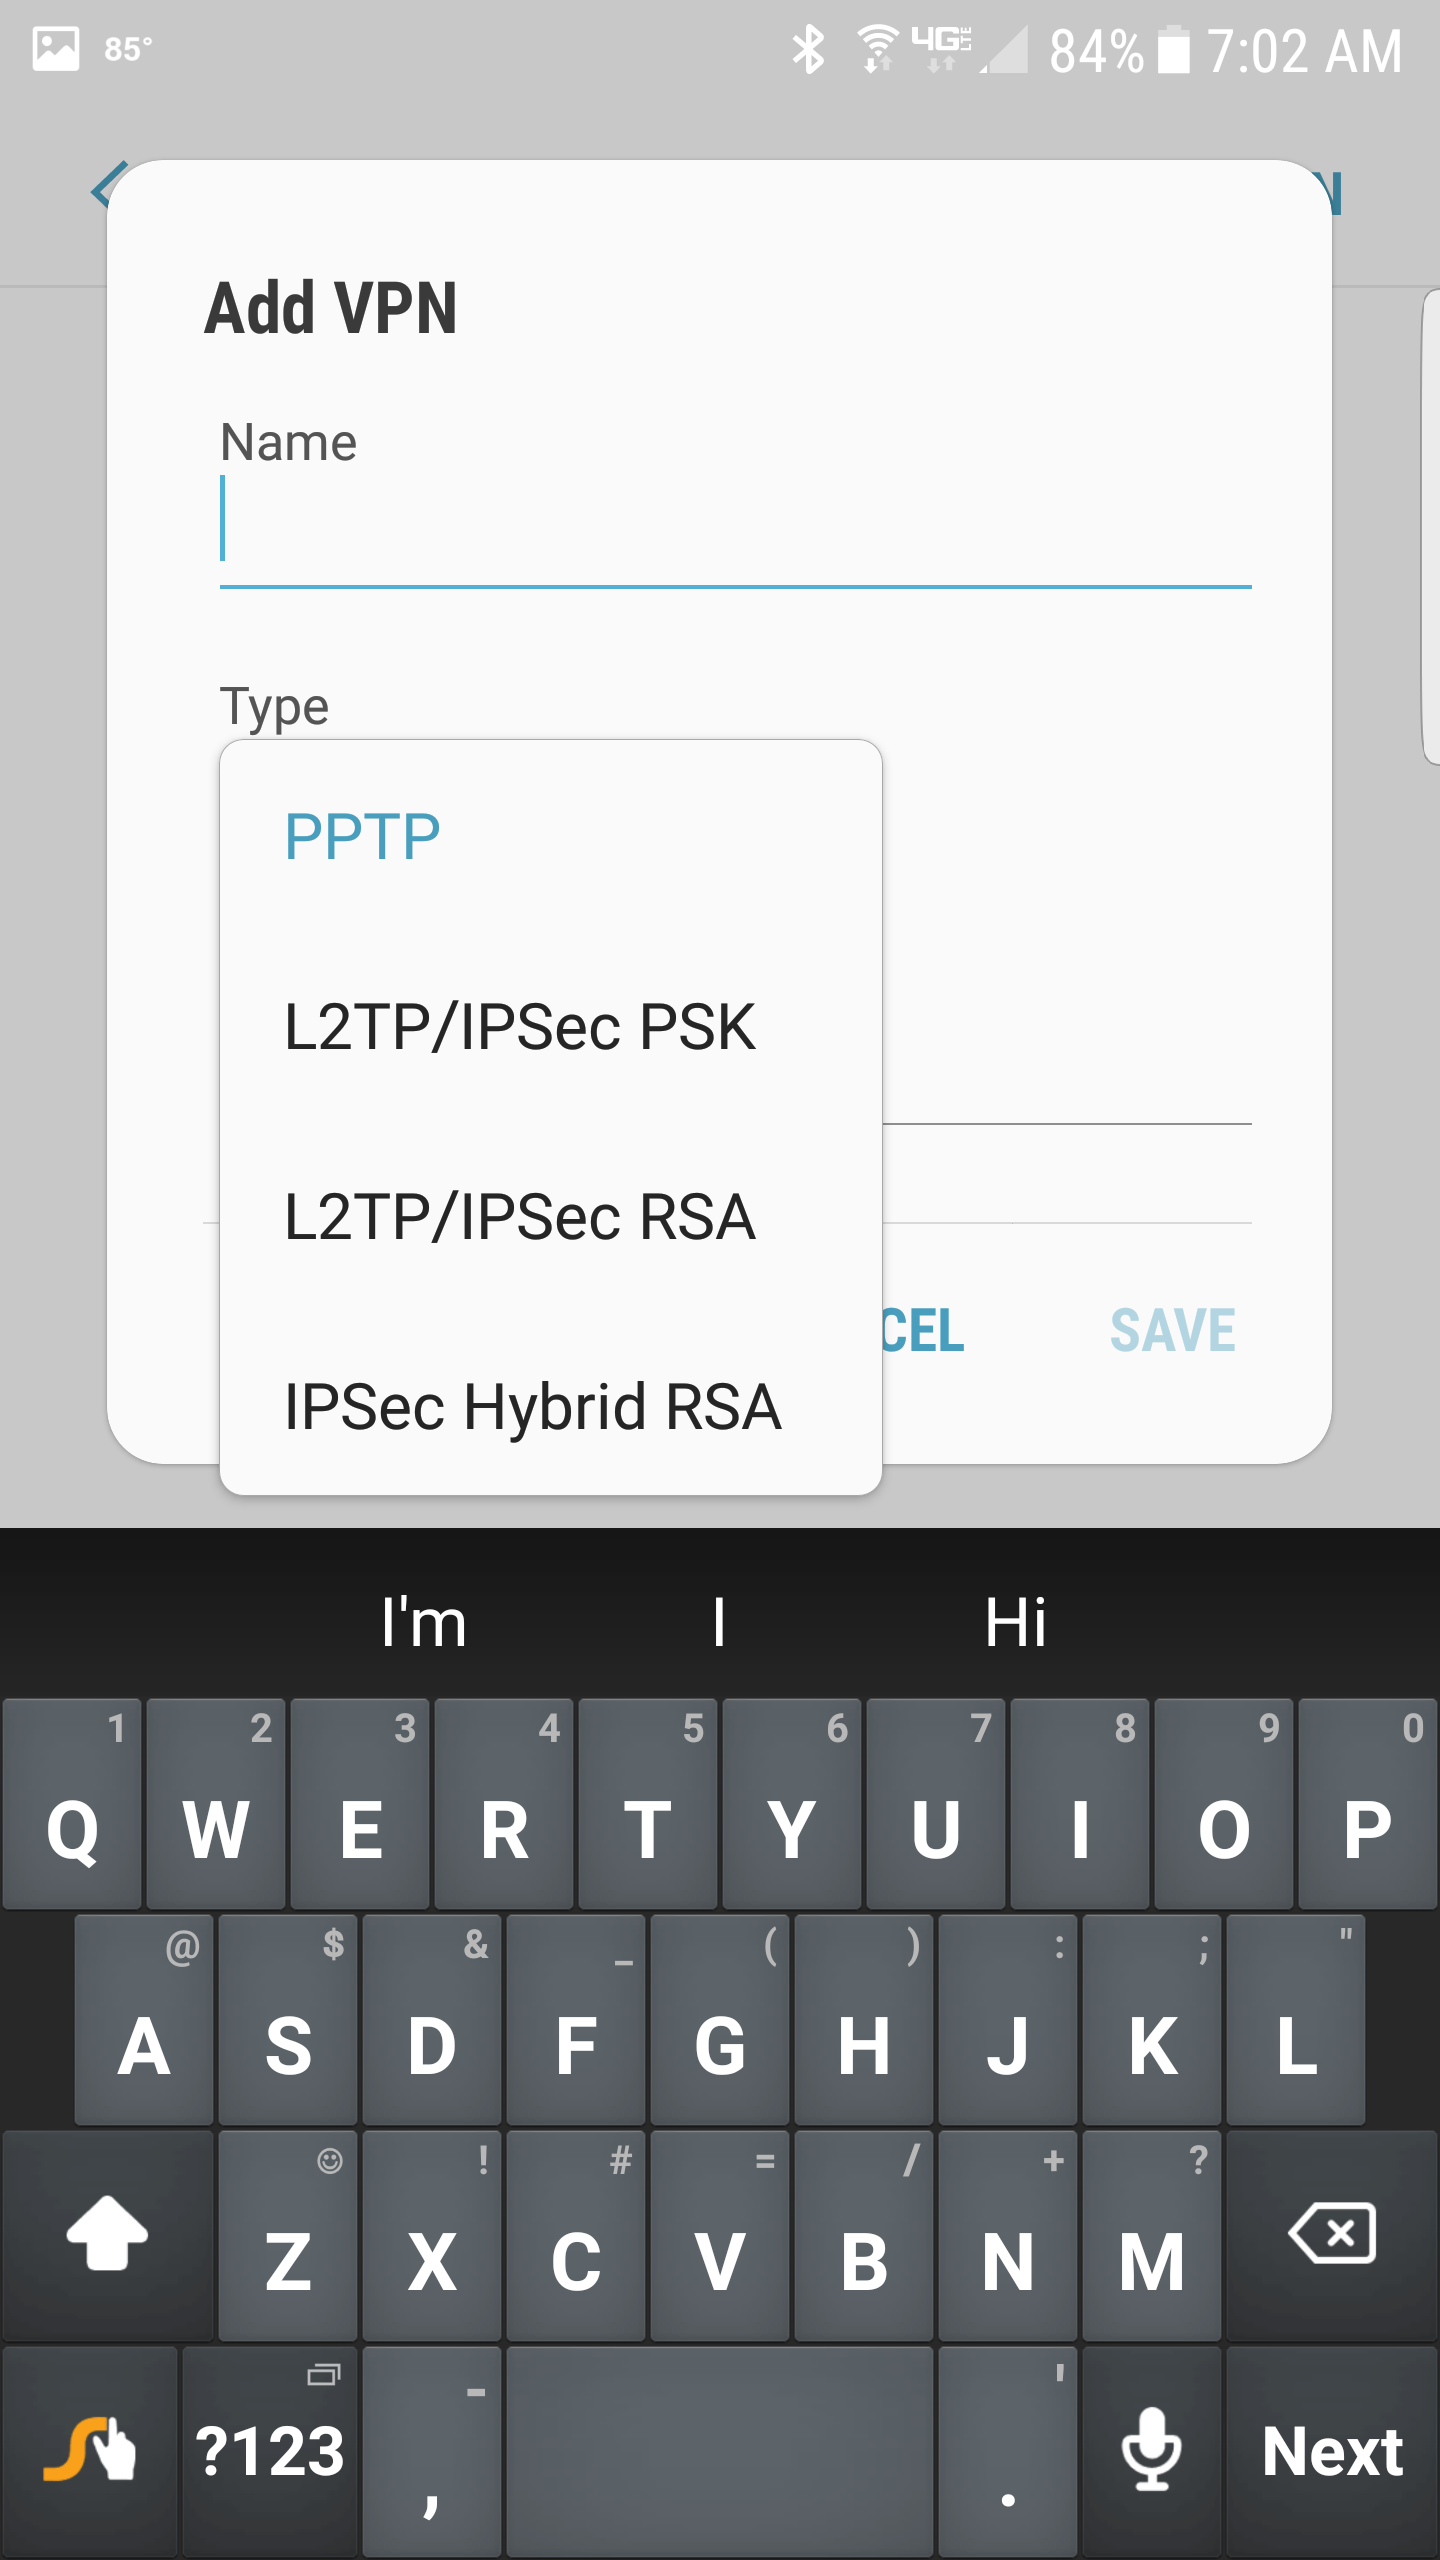 85° 4G LTE 84% 7:02 AM
N
Add VPN
Name
Type
PPTP
L2TP/IPSec PSK
L2TP/IPSec RSA
CEL SAVE
IPSec Hybrid RSA
I'm I Hi
1 2 3 4 5 6 7 8 9 0
Q W E R T Y U I O P
@ $ & _ ( ) : ; "
A S D F G H J K L
! # = / + ?
Z X C V B N M
- '
?123 , . Next